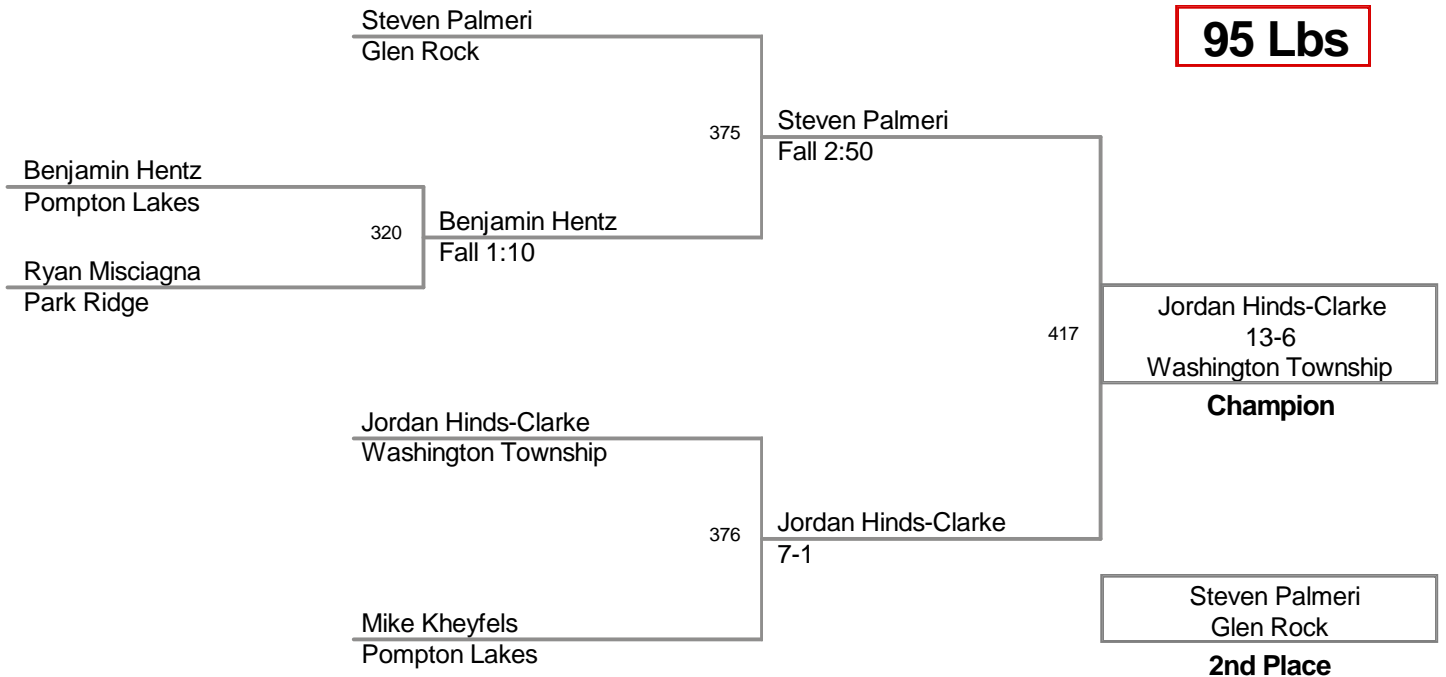 Steven Palmeri
Glen Rock
95 Lbs
375
Steven Palmeri
Fall 2:50
Benjamin Hentz
Pompton Lakes
320
Benjamin Hentz
Fall 1:10
Ryan Misciagna
Park Ridge
417
Jordan Hinds-Clarke
13-6
Washington Township
Champion
Jordan Hinds-Clarke
Washington Township
376
Jordan Hinds-Clarke
7-1
Mike Kheyfels
Pompton Lakes
Steven Palmeri
Glen Rock
2nd Place